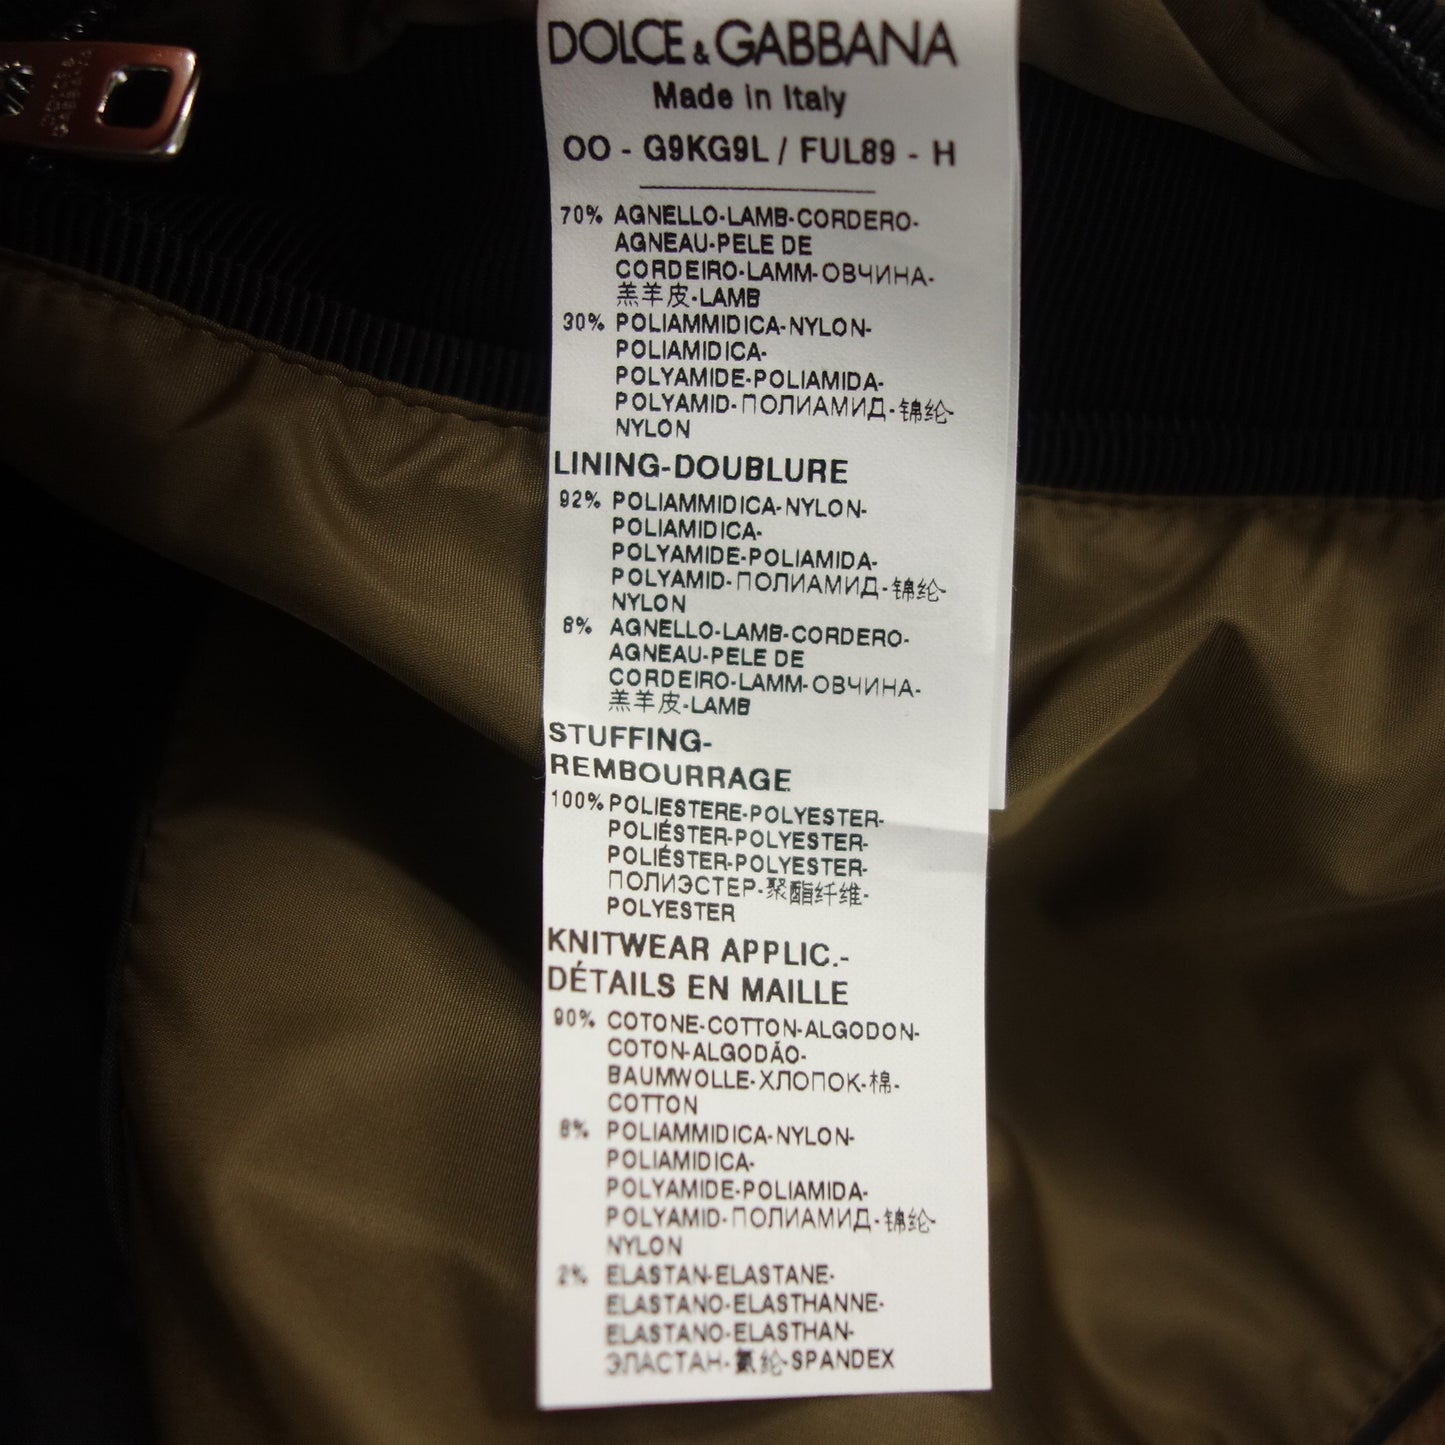 DOLCE & GABBANA
Made in Italy
OO - G9KG9L / FUL89 - H
70% AGNELLO-LAMB-CORDERO-
AGNEAU-PELE DE
CORDEIRO-LAMM-ОВЧИНА-
羔羊皮-LAMB
30% POLIAMMIDICA-NYLON-
POLIAMIDICA-
POLYAMIDE-POLIAMIDA-
POLYAMID-ПОЛИАМИД-锦纶-
NYLON
LINING-DOUBLURE
92% POLIAMMIDICA-NYLON-
POLIAMIDICA-
POLYAMIDE-POLIAMIDA-
POLYAMID-ПОЛИАМИД-锦纶-
NYLON
8% AGNELLO-LAMB-CORDERO-
AGNEAU-PELE DE
CORDEIRO-LAMM-ОВЧИНА-
羔羊皮-LAMB
STUFFING-
REMBOURRAGE
100% POLIESTERE-POLYESTER-
POLIÉSTER-POLYESTER-
POLIÉSTER-POLYESTER-
ПОЛИЭСТЕР-聚酯纤维-
POLYESTER
KNITWEAR APPLIC.-
DÉTAILS EN MAILLE
90% COTONE-COTTON-ALGODON-
COTON-ALGODÃO-
BAUMWOLLE-ХЛОПОК-棉-
COTTON
8% POLIAMMIDICA-NYLON-
POLIAMIDICA-
POLYAMIDE-POLIAMIDA-
POLYAMID-ПОЛИАМИД-锦纶-
NYLON
2% ELASTAN-ELASTANE-
ELASTANO-ELASTHANNE-
ELASTANO-ELASTHAN-
ЭЛАСТАН-氨纶-SPANDEX